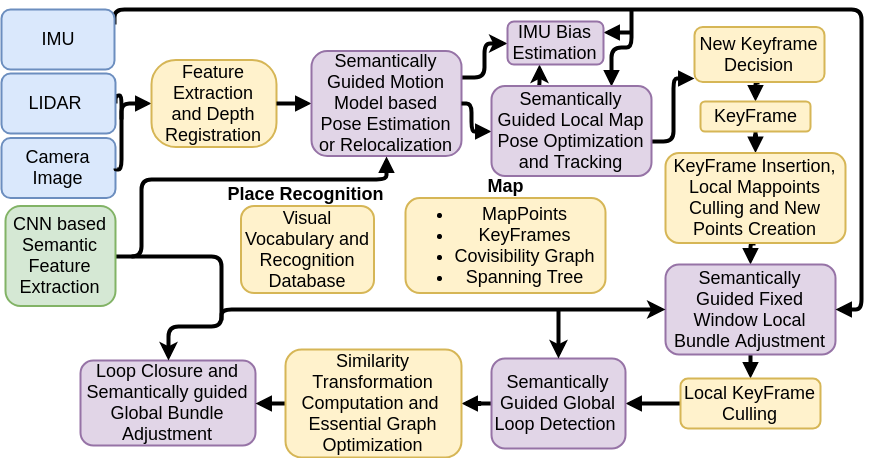 IMU
LIDAR
Camera
Image
CNN based
Semantic
Feature
Extraction
Feature
Extraction
and Depth
Registration
Semantically
Guided Motion
Model based
Pose Estimation
or Relocalization
IMU Bias
Estimation
Semantically
Guided Local Map
Pose Optimization
and Tracking
New Keyframe
Decision
KeyFrame
KeyFrame Insertion,
Local Mappoints
Culling and New
Points Creation
Place Recognition
Visual
Vocabulary and
Recognition
Database
Map
• MapPoints
• KeyFrames
• Covisibility Graph
• Spanning Tree
Semantically
Guided Fixed
Window Local
Bundle Adjustment
Local KeyFrame
Culling
Semantically
Guided Global
Loop Detection
Similarity
Transformation
Computation and
Essential Graph
Optimization
Loop Closure and
Semantically guided
Global Bundle
Adjustment